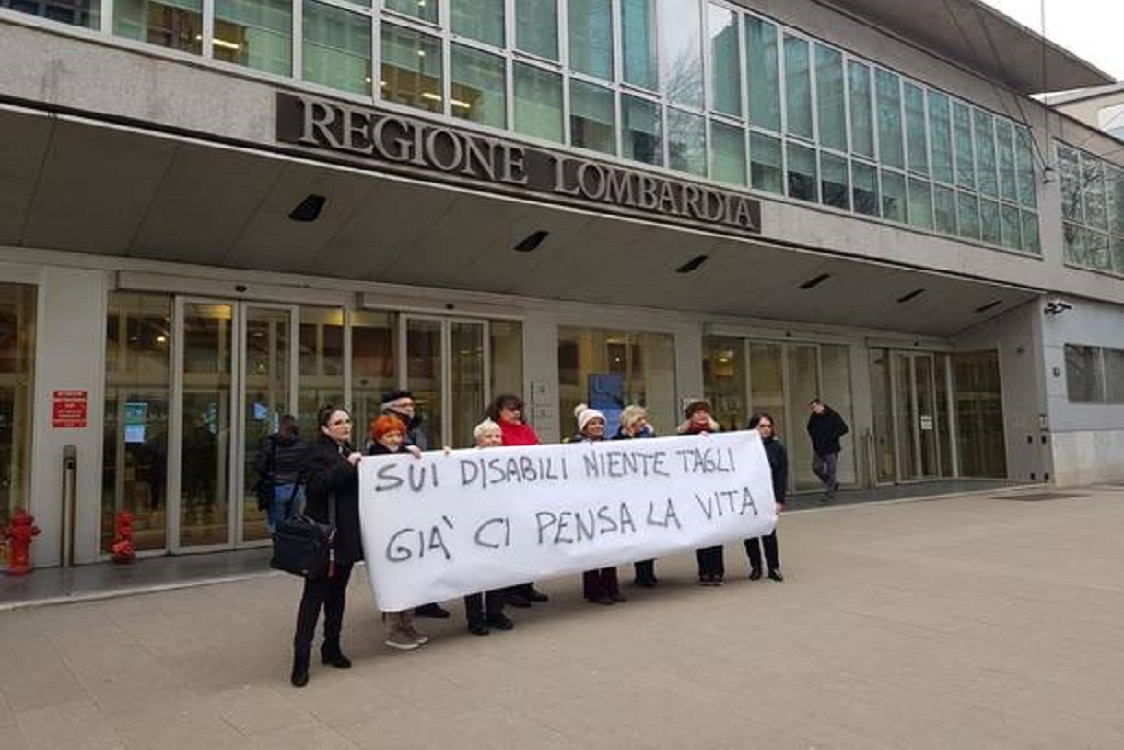 REGIONE LOMBARDIA
SUI DISABILI NIENTE TAGLI
GIÀ CI PENSA LA VITA